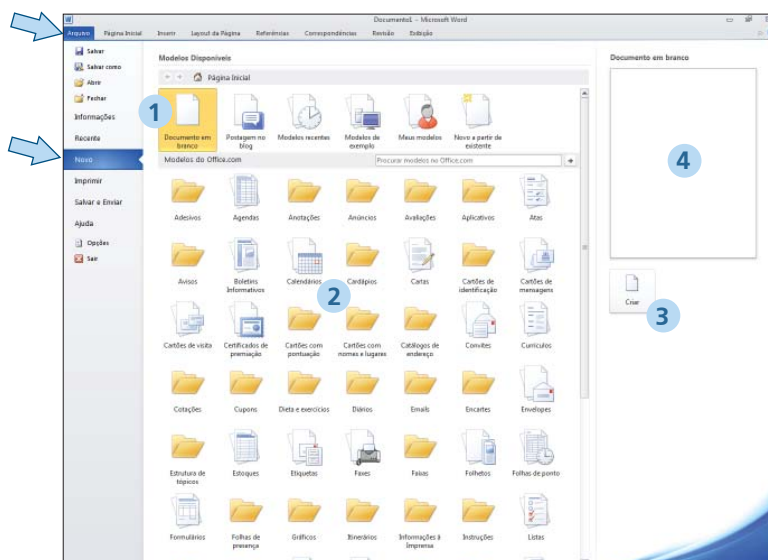 Documento1 - Microsoft Word
Arquivo Página Inicial Inserir Layout da Página Referências Correspondências Revisão Exibição
Salvar
Salvar como
Abrir
Fechar
Informações
Recente
Novo
Imprimir
Salvar e Enviar
Ajuda
Opções
Sair
Modelos Disponíveis
Página Inicial
1
Documento em branco
Postagem no blog
Modelos recentes
Modelos de exemplo
Meus modelos
Novo a partir de existente
Modelos do Office.com
Procurar modelos no Office.com
Adesivos
Agendas
Anotações
Anúncios
Avaliações
Aplicativos
Atas
Avisos
Boletins Informativos
Calendários
Cardápios
Cartas
Cartões de identificação
Cartões de mensagens
2
Cartões de visita
Certificados de premiação
Cartões com pontuação
Cartões com nomes e lugares
Catálogos de endereço
Convites
Currículos
Cotações
Cupons
Dieta e exercícios
Diários
Emails
Encartes
Envelopes
Estrutura de tópicos
Estoques
Etiquetas
Faxes
Faixas
Folhetos
Folhas de ponto
Formulários
Folhas de presença
Gráficos
Itinerários
Informações à Imprensa
Instruções
Listas
Documento em branco
4
Criar
3